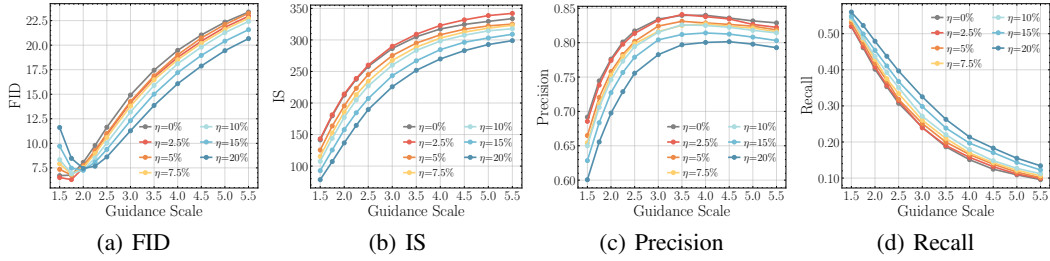 FID
22.5
20.0
17.5
15.0
12.5
10.0
7.5
5.0
1.5 2.0 2.5 3.0 3.5 4.0 4.5 5.0 5.5
Guidance Scale
η=0%
η=2.5%
η=5%
η=7.5%
η=10%
η=15%
η=20%
(a) FID
IS
350
300
250
200
150
100
50
1.5 2.0 2.5 3.0 3.5 4.0 4.5 5.0 5.5
Guidance Scale
η=0%
η=2.5%
η=5%
η=7.5%
η=10%
η=15%
η=20%
(b) IS
Precision
0.85
0.80
0.75
0.70
0.65
0.60
1.5 2.0 2.5 3.0 3.5 4.0 4.5 5.0 5.5
Guidance Scale
η=0%
η=2.5%
η=5%
η=7.5%
η=10%
η=15%
η=20%
(c) Precision
Recall
0.50
0.40
0.30
0.20
0.10
1.5 2.0 2.5 3.0 3.5 4.0 4.5 5.0 5.5
Guidance Scale
η=0%
η=2.5%
η=5%
η=7.5%
η=10%
η=15%
η=20%
(d) Recall